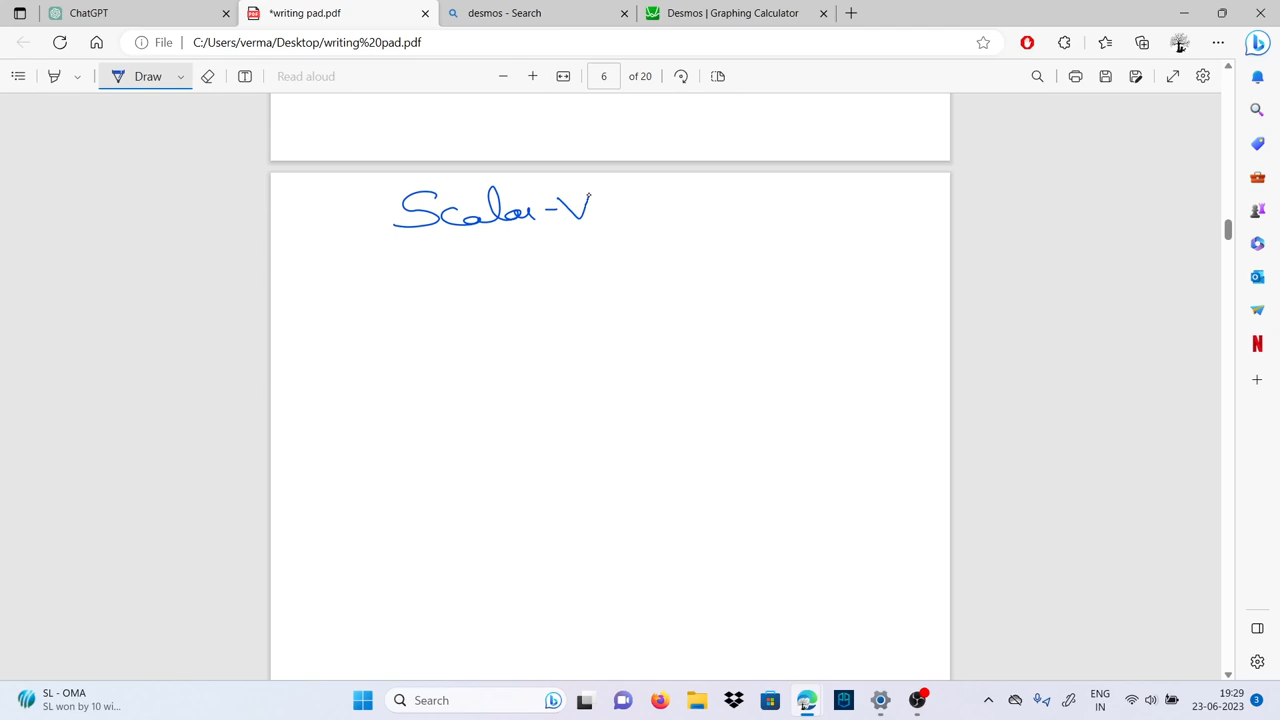 ChatGPT
*writing pad.pdf
desmos - Search
Desmos | Graphing Calculator
File
C:/Users/verma/Desktop/writing%20pad.pdf
Draw
Read aloud
6
of 20
Scalar-V
SL - OMA
SL won by 10 wi...
Search
ENG
IN
19:29
23-06-2023
3